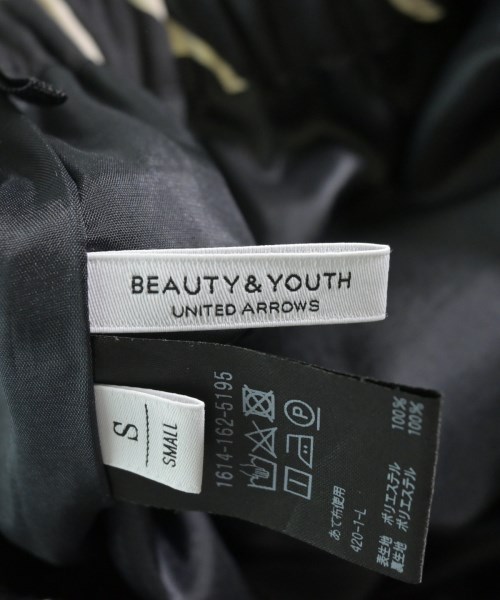 BEAUTY & YOUTH
UNITED ARROWS
S
SMALL
1614-162-5195
P
あて布使用
420-1-L
表生地 ポリエステル 100%
裏生地 ポリエステル 100%